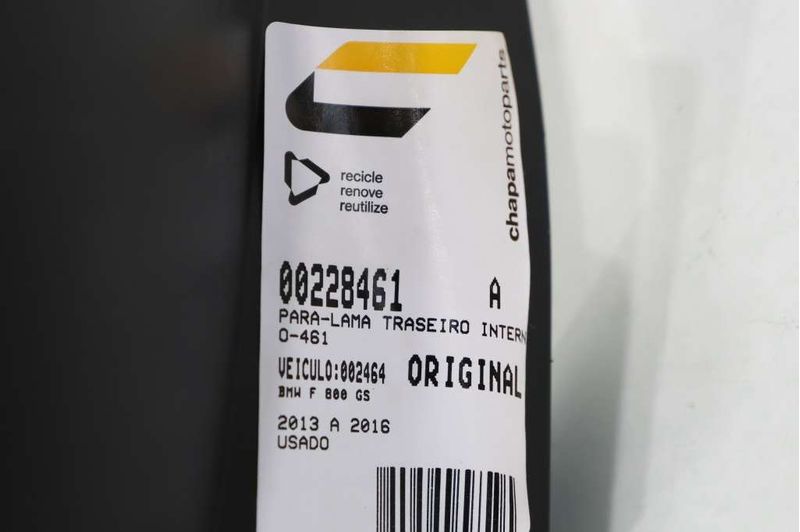 chapamotoparts
recicle
renove
reutilize
00228461 A
PARA-LAMA TRASEIRO INTERN
O-461
VEICULO:002464 ORIGINAL
BMW F 800 GS
2013 A 2016
USADO